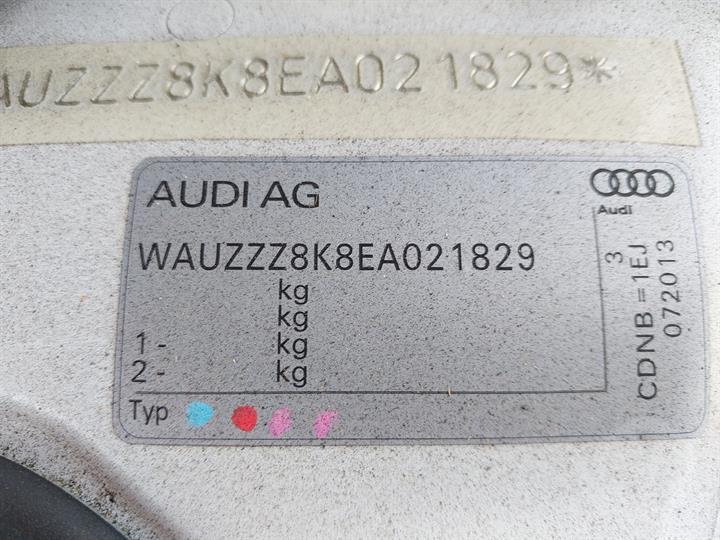 AUZZZ8K8EA021829*
AUDI AG
Audi
WAUZZZ8K8EA021829
kg
kg
1 - kg
2 - kg
Typ
3
CDNB = 1EJ
072013